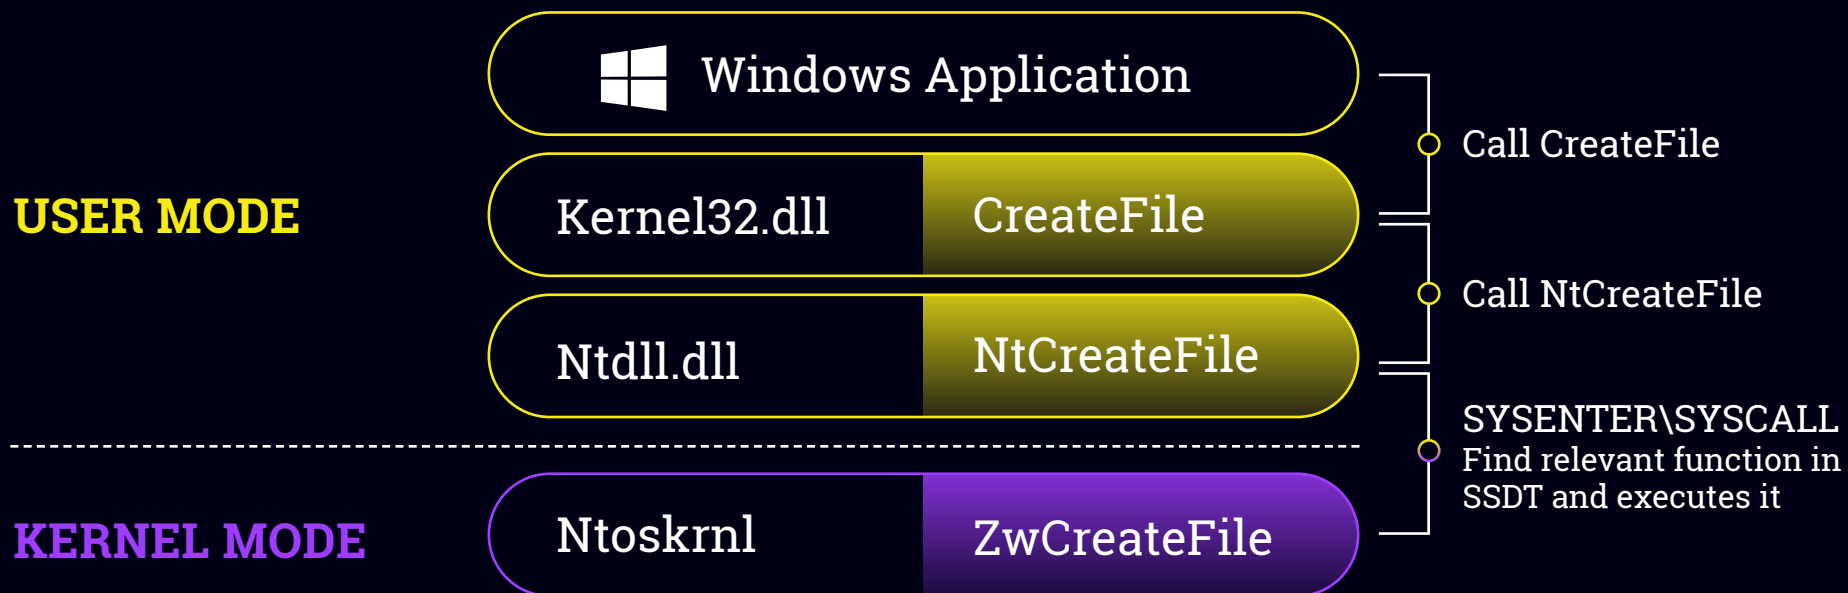 Windows Application
Call CreateFile
USER MODE
Kernel32.dll
CreateFile
Call NtCreateFile
Ntdll.dll
NtCreateFile
SYSENTER\SYSCALL
Find relevant function in
SSDT and executes it
KERNEL MODE
Ntoskrnl
ZwCreateFile